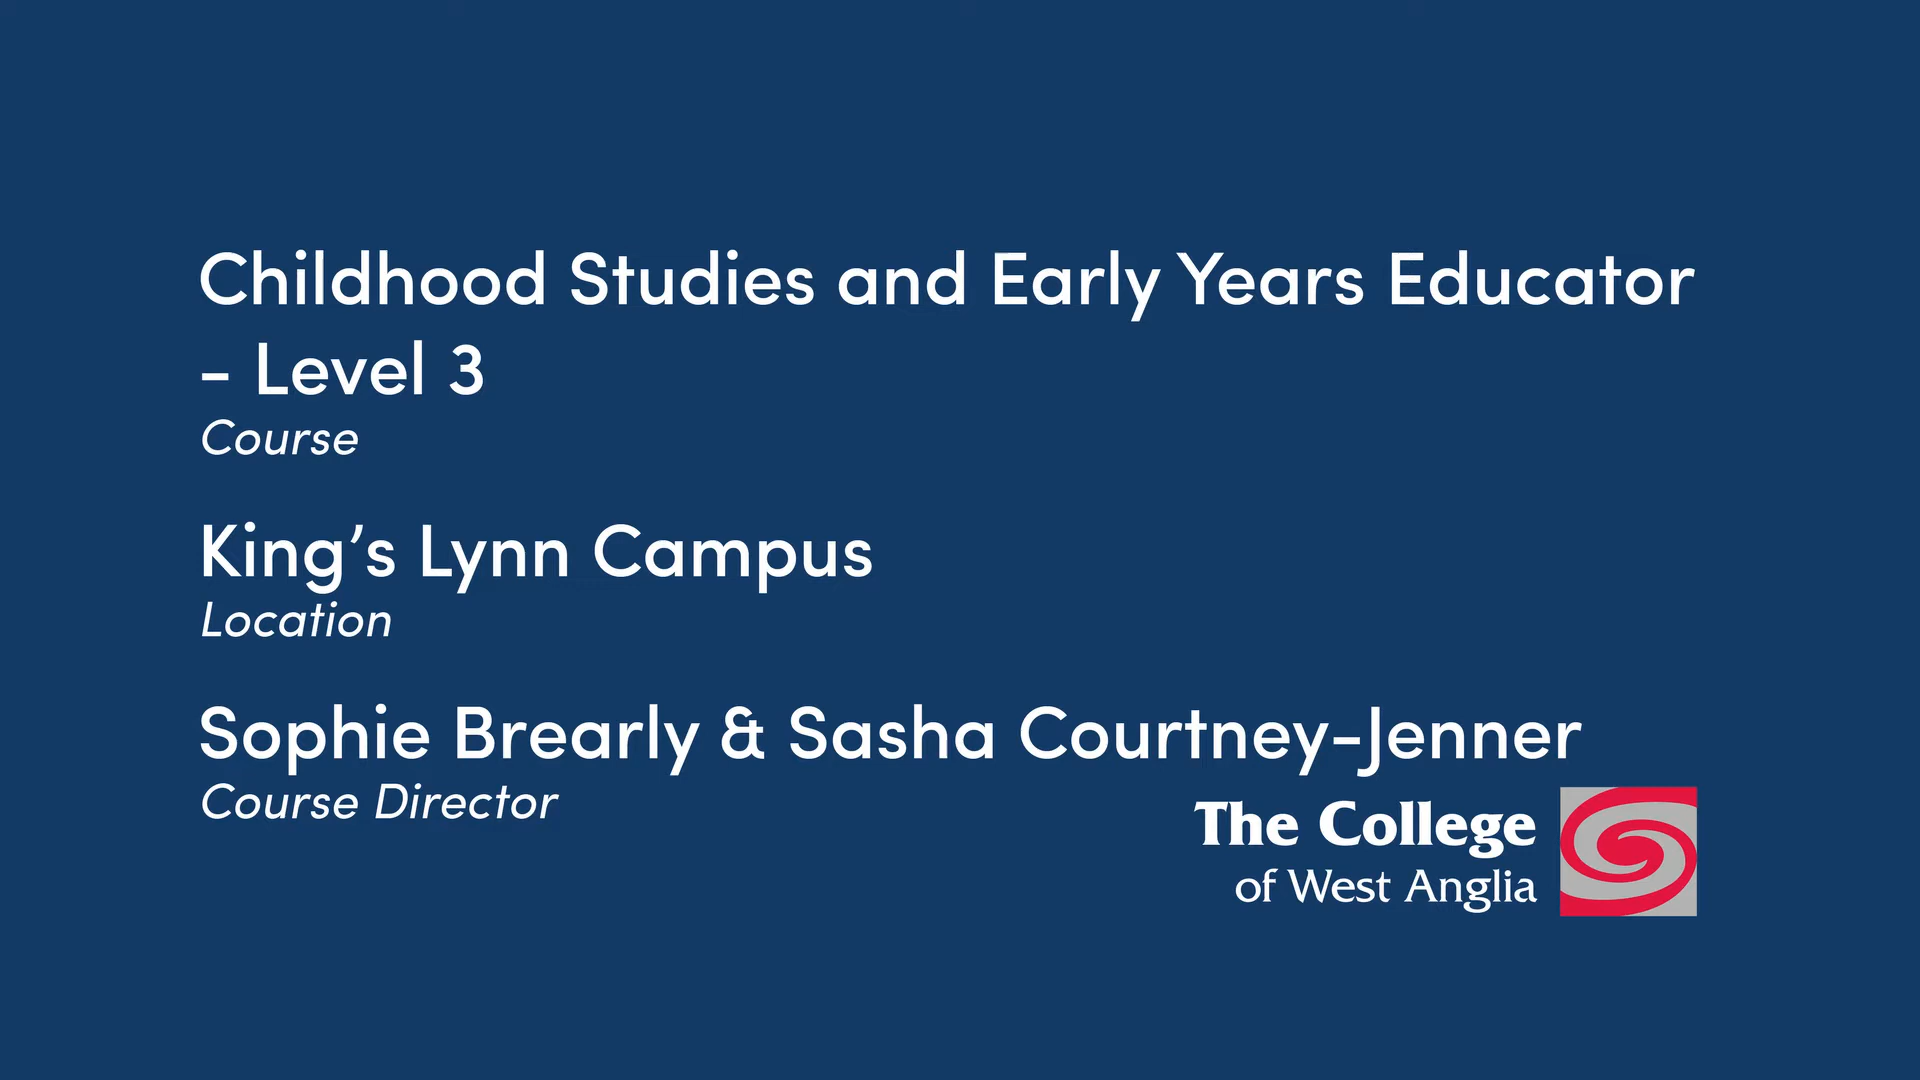 Childhood Studies and Early Years Educator
- Level 3
Course
King’s Lynn Campus
Location
Sophie Brearly & Sasha Courtney-Jenner
Course Director
The College
of West Anglia